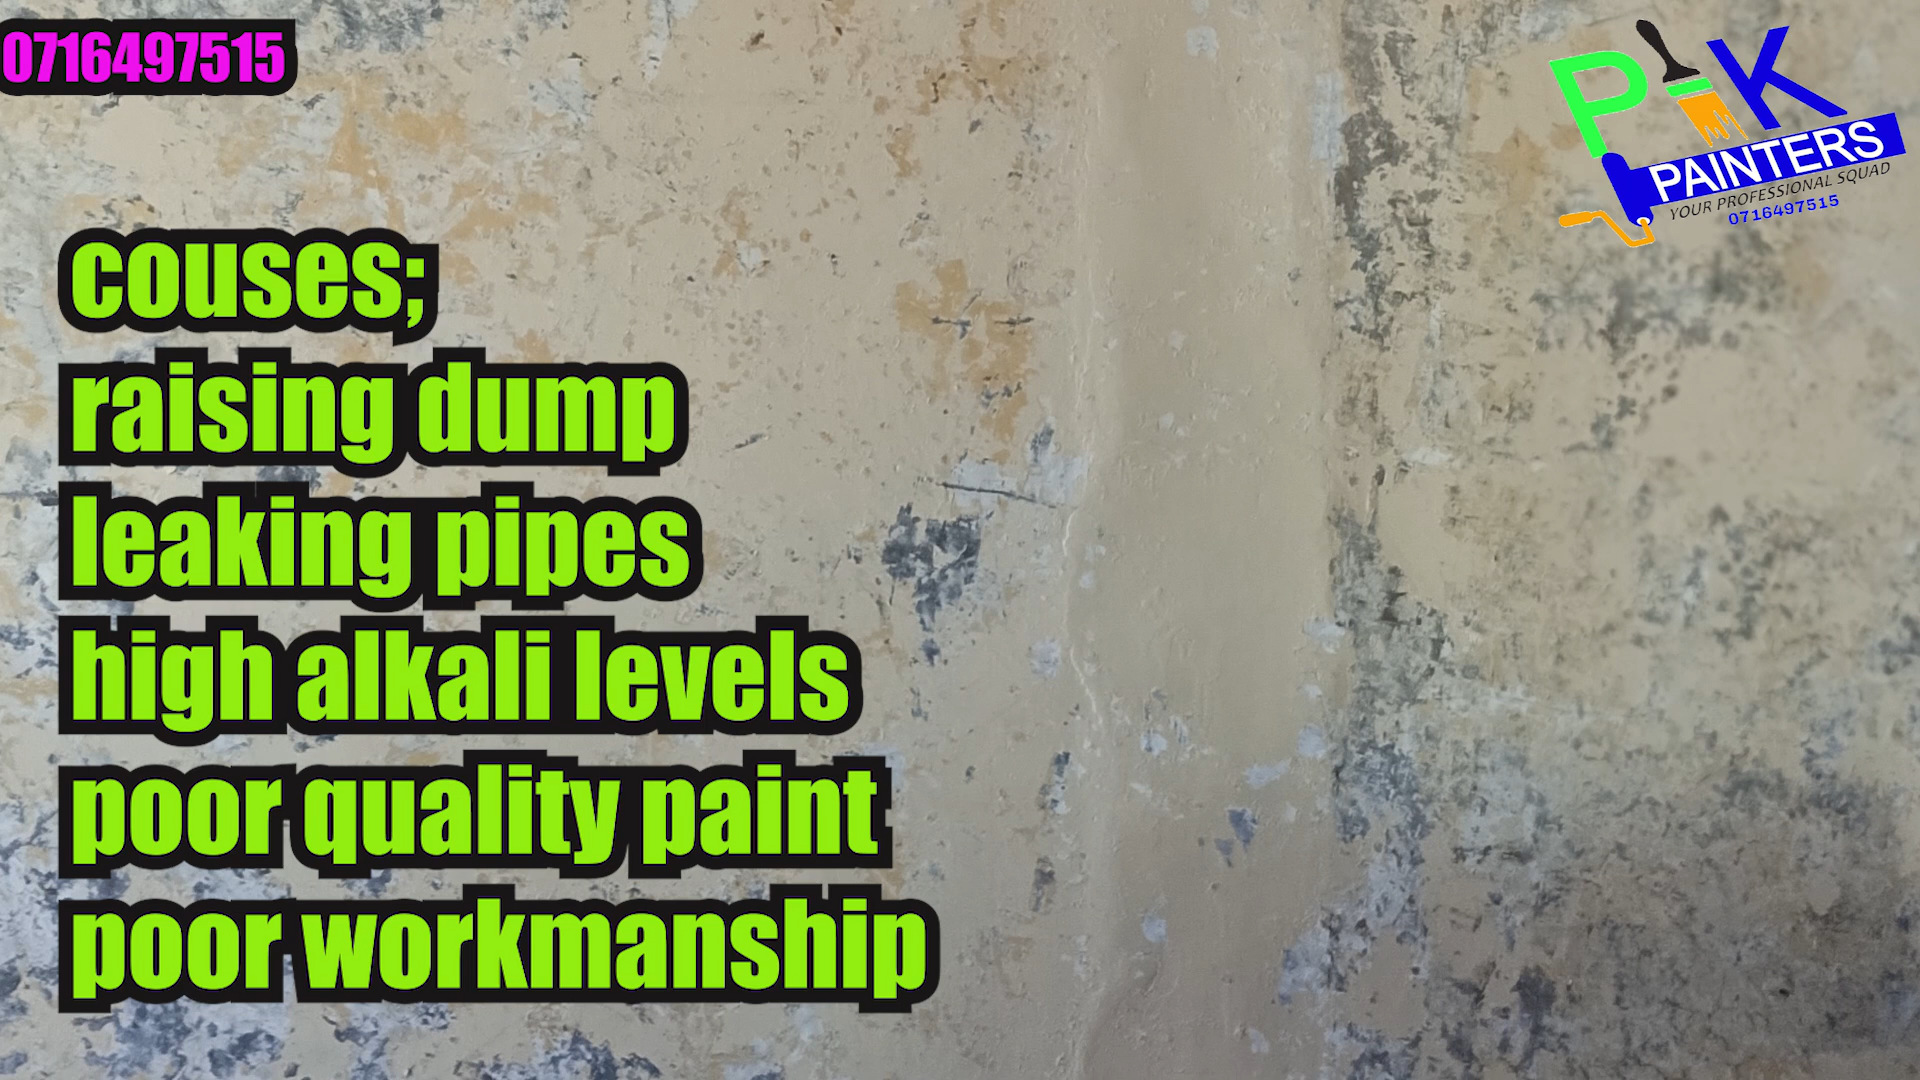 0716497515
P K
PAINTERS
YOUR PROFESSIONAL SQUAD
0716497515
couses;
raising dump
leaking pipes
high alkali levels
poor quality paint
poor workmanship